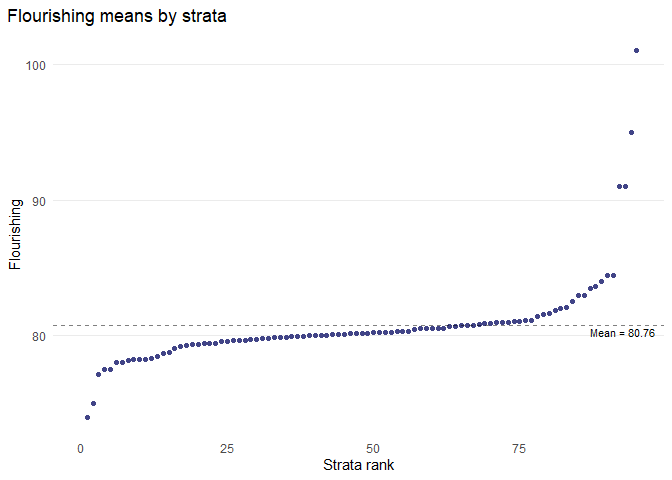 Flourishing means by strata
100
90
80
Flourishing
Mean = 80.76
0 25 50 75
Strata rank